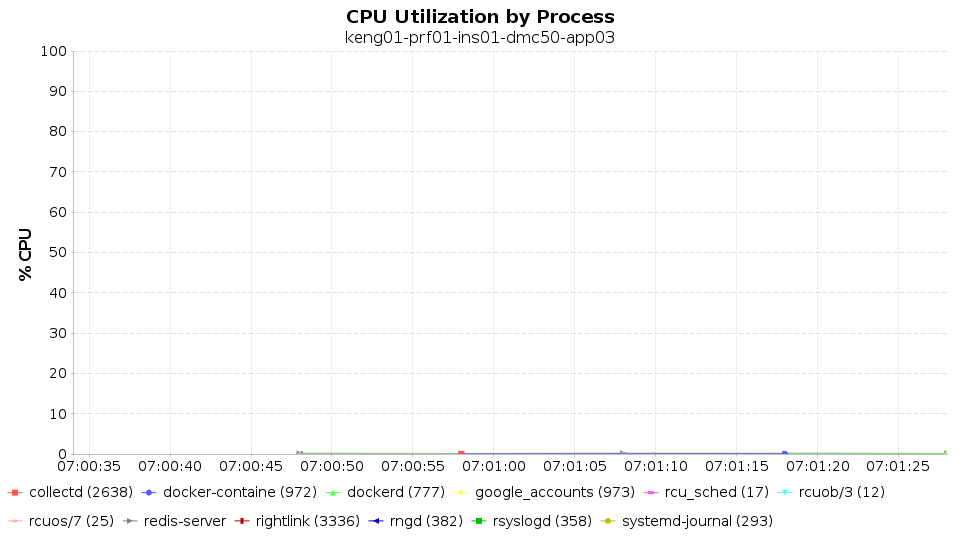 CPU Utilization by Process
keng01-prf01-ins01-dmc50-app03
100
90
80
70
60
50
40
30
20
10
0
% CPU
07:00:35 07:00:40 07:00:45 07:00:50 07:00:55 07:01:00 07:01:05 07:01:10 07:01:15 07:01:20 07:01:25
collectd (2638) docker-containe (972) dockerd (777) google_accounts (973) rcu_sched (17) rcuob/3 (12)
rcuos/7 (25) redis-server rightlink (3336) rngd (382) rsyslogd (358) systemd-journal (293)